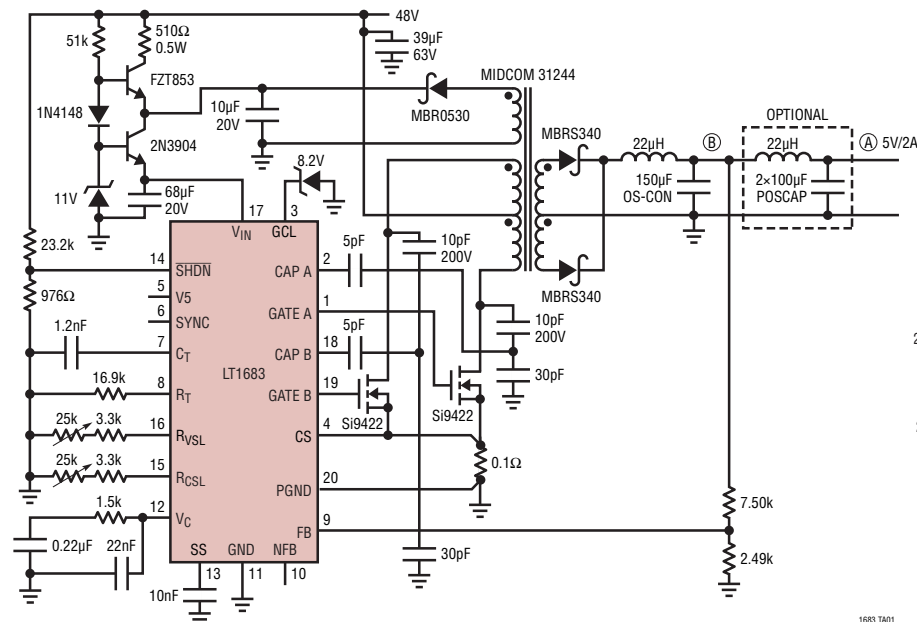 48V
51k
510Ω
0.5W
39µF
63V
FZT853
MIDCOM 31244
1N4148
10µF
20V
MBR0530
MBRS340
OPTIONAL
2N3904
22µH
B
22µH
A 5V/2A
8.2V
11V
68µF
20V
150µF
OS-CON
2×100µF
POSCAP
17
3
VIN
GCL
23.2k
5pF
10pF
200V
14
SHDN
CAP A
2
MBRS340
976Ω
5
V5
GATE A
1
6
SYNC
5pF
10pF
200V
1.2nF
7
CT
CAP B
18
LT1683
30pF
16.9k
8
RT
GATE B
19
Si9422
Si9422
25k
3.3k
16
RVSL
CS
4
0.1Ω
25k
3.3k
15
RCSL
PGND
20
7.50k
1.5k
12
VC
FB
9
0.22µF
22nF
SS
GND
NFB
30pF
2.49k
13
11
10
10nF
1683 TA01
2